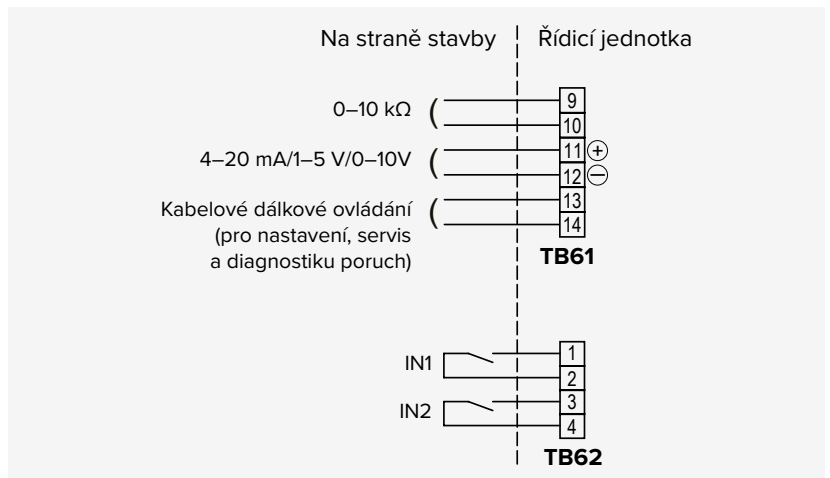 Na straně stavby
Řídicí jednotka
0–10 kΩ
9
10
4–20 mA/1–5 V/0–10V
11 +
12 −
Kabelové dálkové ovládání
(pro nastavení, servis
a diagnostiku poruch)
13
14
TB61
IN1
1
2
IN2
3
4
TB62